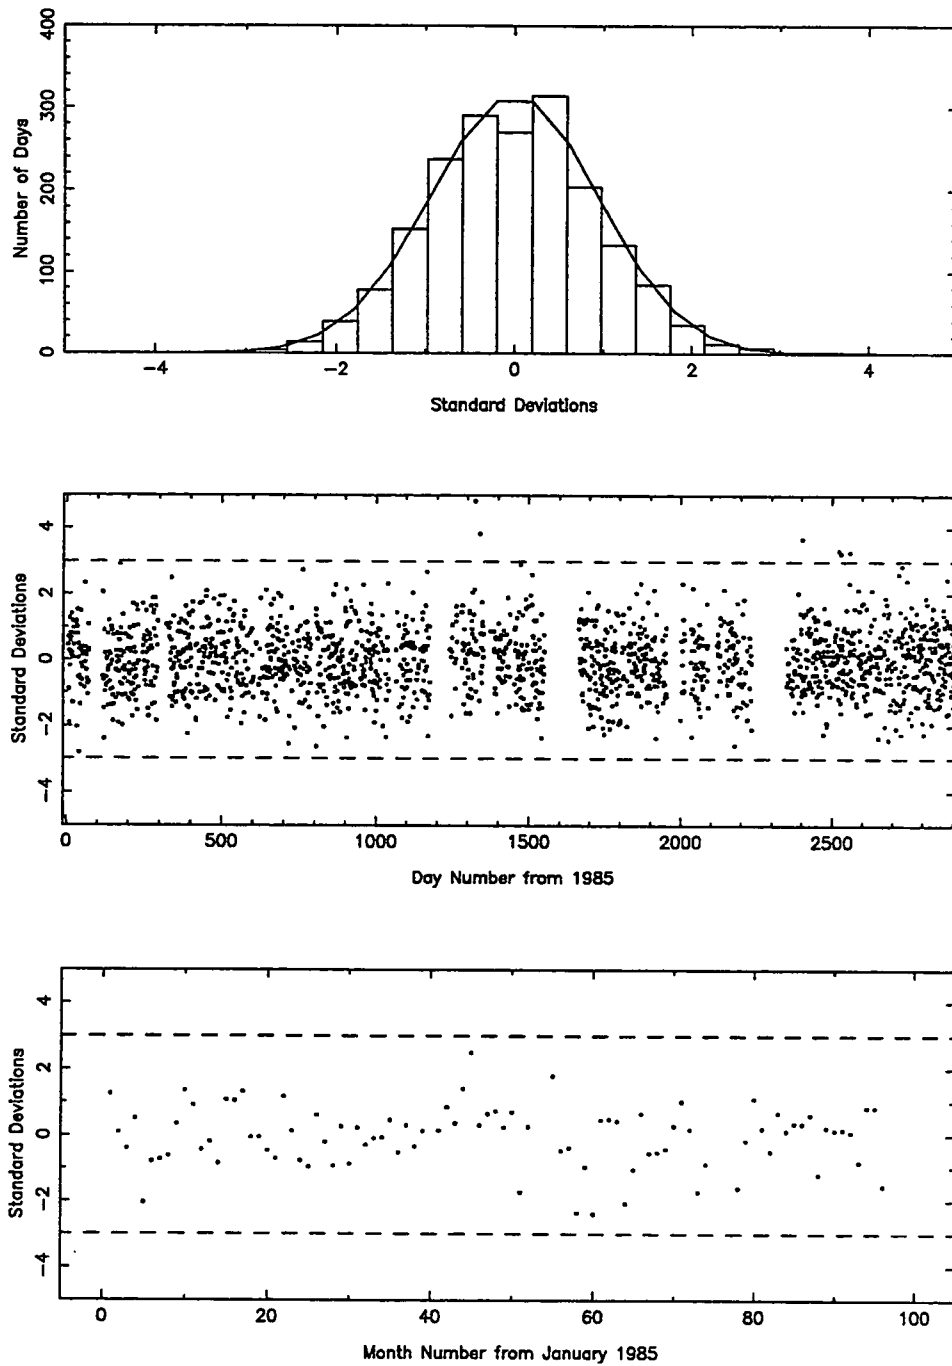 400
300
200
100
0
Number of Days
-4 -2 0 2 4
Standard Deviations
4
2
0
-2
-4
Standard Deviations
0 500 1000 1500 2000 2500
Day Number from 1985
4
2
0
-2
-4
Standard Deviations
0 20 40 60 80 100
Month Number from January 1985